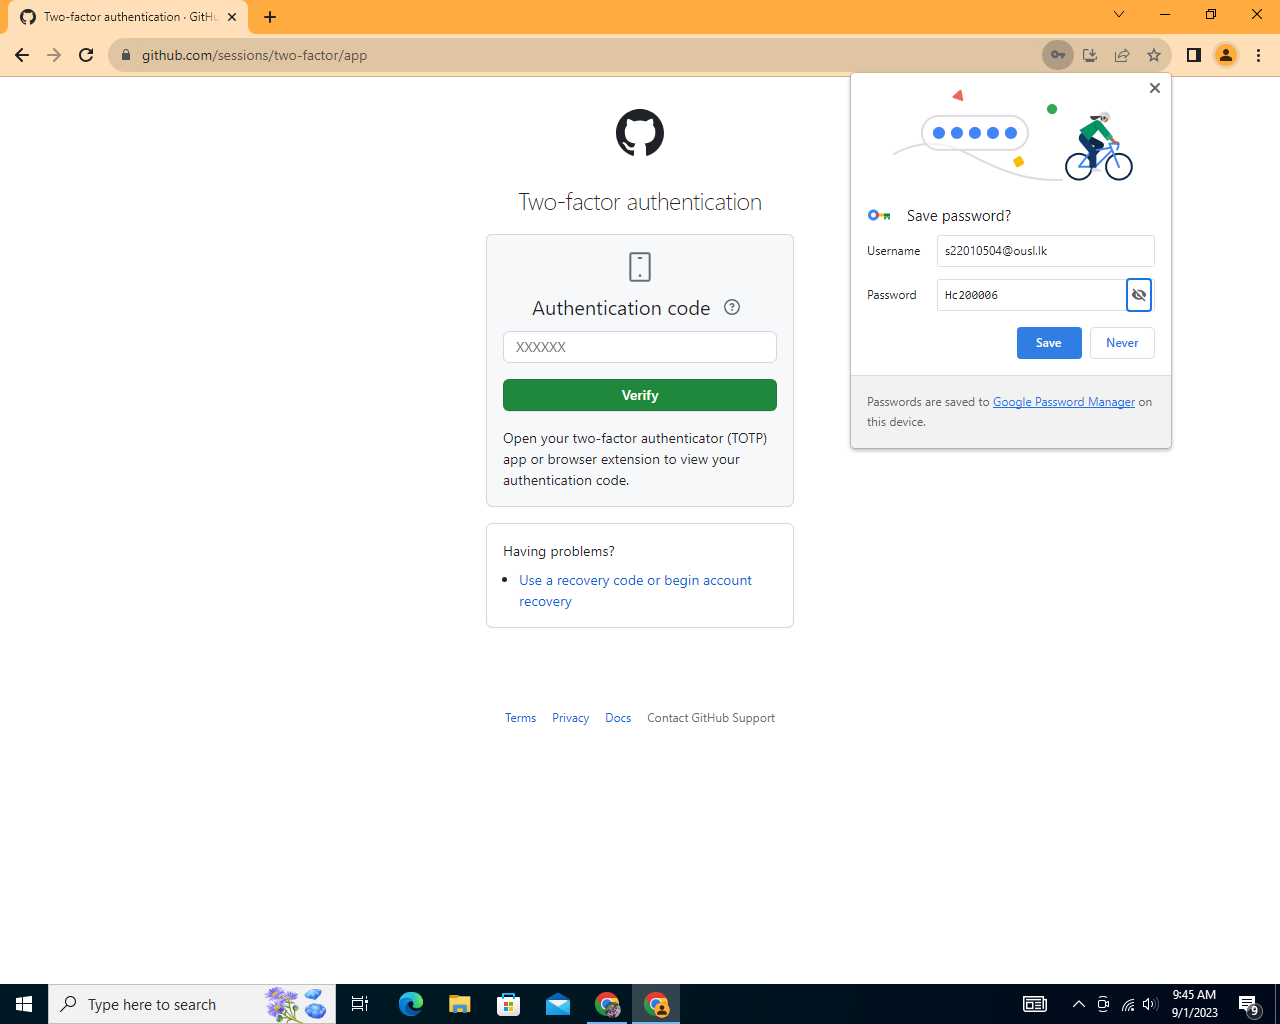 Two-factor authentication · GitHu
github.com/sessions/two-factor/app
Two-factor authentication
Authentication code
XXXXXX
Verify
Open your two-factor authenticator (TOTP)
app or browser extension to view your
authentication code.
Having problems?
Use a recovery code or begin account
recovery
Terms Privacy Docs Contact GitHub Support
Save password?
Username s22010504@ousl.lk
Password Hc200006
Save Never
Passwords are saved to Google Password Manager on
this device.
Type here to search
9:45 AM
9/1/2023
9